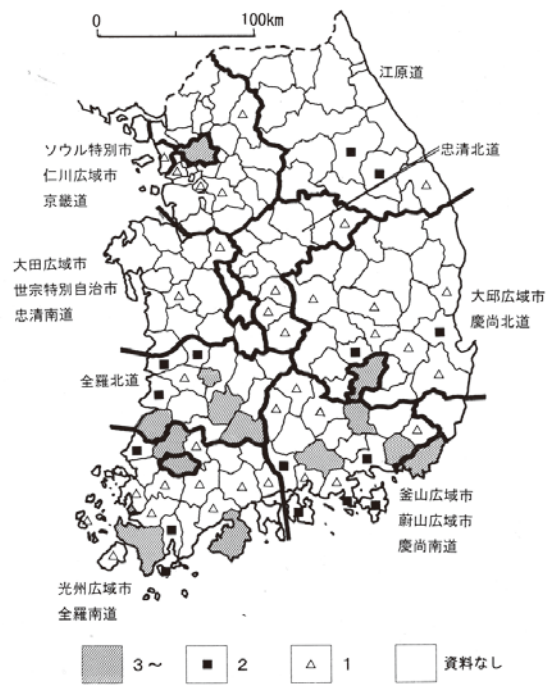 0
100km
江原道
ソウル特別市
仁川広域市
京畿道
忠清北道
大田広域市
世宗特別自治市
忠清南道
大邱広域市
慶尚北道
全羅北道
釜山広域市
蔚山広域市
慶尚南道
光州広域市
全羅南道
3～
2
1
資料なし